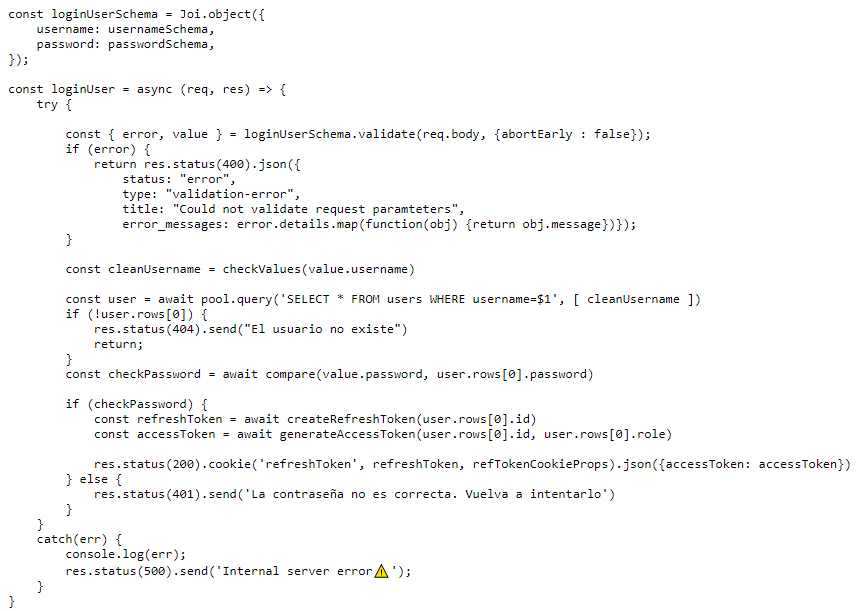 const loginUserSchema = Joi.object({
    username: usernameSchema,
    password: passwordSchema,
});

const loginUser = async (req, res) => {
    try {

        const { error, value } = loginUserSchema.validate(req.body, {abortEarly : false});
        if (error) {
            return res.status(400).json({
                status: "error",
                type: "validation-error",
                title: "Could not validate request paramteters",
                error_messages: error.details.map(function(obj) {return obj.message})});
        }

        const cleanUsername = checkValues(value.username)

        const user = await pool.query('SELECT * FROM users WHERE username=$1', [ cleanUsername ])
        if (!user.rows[0]) {
            res.status(404).send("El usuario no existe")
            return;
        }
        const checkPassword = await compare(value.password, user.rows[0].password)

        if (checkPassword) {
            const refreshToken = await createRefreshToken(user.rows[0].id)
            const accessToken = await generateAccessToken(user.rows[0].id, user.rows[0].role)

            res.status(200).cookie('refreshToken', refreshToken, refTokenCookieProps).json({accessToken: accessToken})
        } else {
            res.status(401).send('La contraseña no es correcta. Vuelva a intentarlo')
        }
    }
    catch(err) {
        console.log(err);
        res.status(500).send('Internal server error⚠️');
    }
}